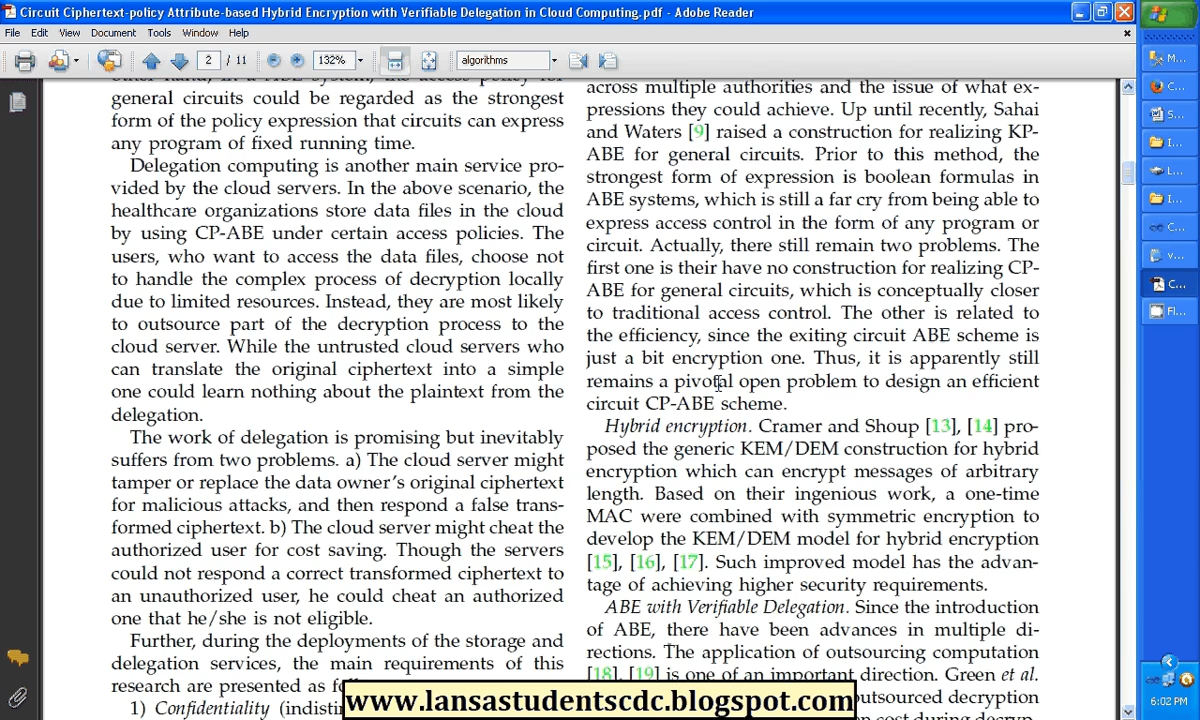 Circuit Ciphertext-policy Attribute-based Hybrid Encryption with Verifiable Delegation in Cloud Computing.pdf - Adobe Reader
File Edit View Document Tools Window Help
2 / 11 132% algorithms
general circuits could be regarded as the strongest
form of the policy expression that circuits can express
any program of fixed running time.
Delegation computing is another main service pro-
vided by the cloud servers. In the above scenario, the
healthcare organizations store data files in the cloud
by using CP-ABE under certain access policies. The
users, who want to access the data files, choose not
to handle the complex process of decryption locally
due to limited resources. Instead, they are most likely
to outsource part of the decryption process to the
cloud server. While the untrusted cloud servers who
can translate the original ciphertext into a simple
one could learn nothing about the plaintext from the
delegation.
The work of delegation is promising but inevitably
suffers from two problems. a) The cloud server might
tamper or replace the data owner's original ciphertext
for malicious attacks, and then respond a false trans-
formed ciphertext. b) The cloud server might cheat the
authorized user for cost saving. Though the servers
could not respond a correct transformed ciphertext to
an unauthorized user, he could cheat an authorized
one that he/she is not eligible.
Further, during the deployments of the storage and
delegation services, the main requirements of this
research are presented as
1) Confidentiality
across multiple authorities and the issue of what ex-
pressions they could achieve. Up until recently, Sahai
and Waters [9] raised a construction for realizing KP-
ABE for general circuits. Prior to this method, the
strongest form of expression is boolean formulas in
ABE systems, which is still a far cry from being able to
express access control in the form of any program or
circuit. Actually, there still remain two problems. The
first one is their have no construction for realizing CP-
ABE for general circuits, which is conceptually closer
to traditional access control. The other is related to
the efficiency, since the exiting circuit ABE scheme is
just a bit encryption one. Thus, it is apparently still
remains a pivotal open problem to design an efficient
circuit CP-ABE scheme.
Hybrid encryption. Cramer and Shoup [13], [14] pro-
posed the generic KEM/DEM construction for hybrid
encryption which can encrypt messages of arbitrary
length. Based on their ingenious work, a one-time
MAC were combined with symmetric encryption to
develop the KEM/DEM model for hybrid encryption
[15], [16], [17]. Such improved model has the advan-
tage of achieving higher security requirements.
ABE with Verifiable Delegation. Since the introduction
of ABE, there have been advances in multiple di-
rections. The application of outsourcing computation
[18], [19] is one of an important direction. Green et al.
outsourced decryption
www.lansastudentscdc.blogspot.com
M...
C...
S...
I...
L...
I...
C...
v...
C...
Fl...
6:02 PM